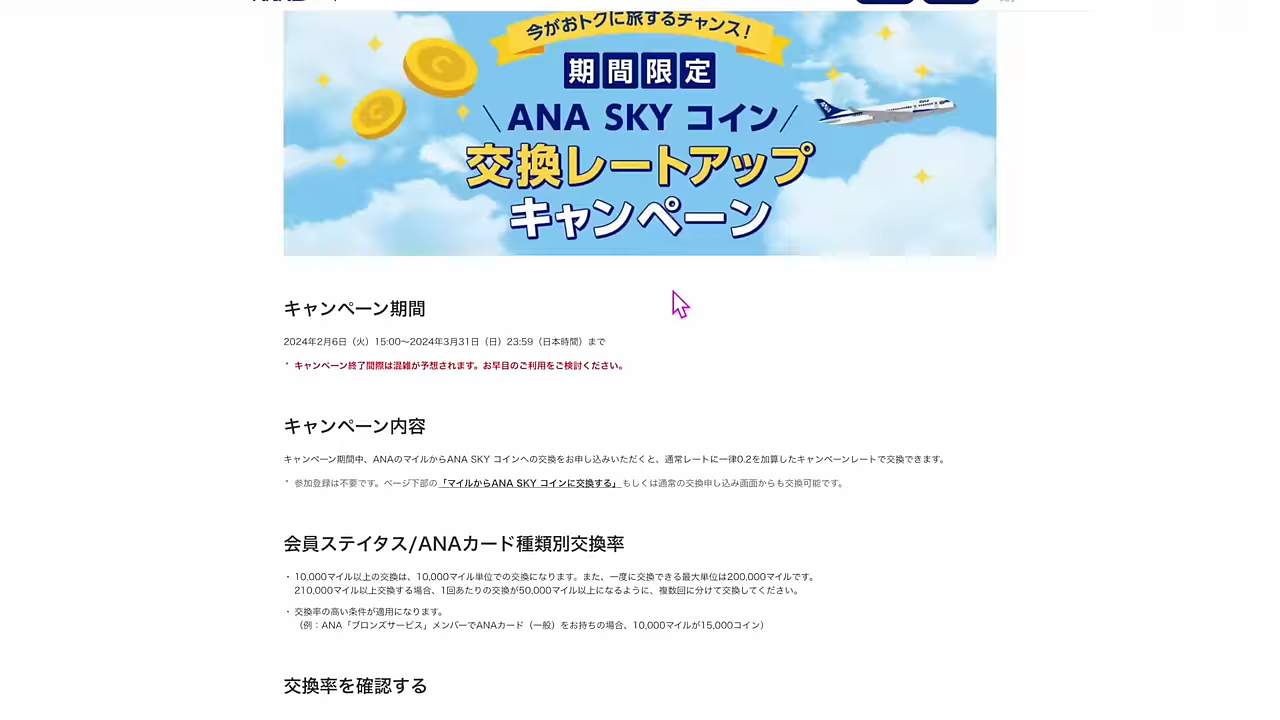 今がおトクに旅するチャンス！
期間限定
ANA SKY コイン
交換レートアップ
キャンペーン
キャンペーン期間
2024年2月6日（火）15:00～2024年3月31日（日）23:59（日本時間）まで
* キャンペーン終了間際は混雑が予想されます。お早目のご利用をご検討ください。
キャンペーン内容
キャンペーン期間中、ANAのマイルからANA SKY コインへの交換をお申し込みいただくと、通常レートに一律0.2を加算したキャンペーンレートで交換できます。
* 参加登録は不要です。ページ下部の「マイルからANA SKY コインに交換する」もしくは通常の交換申し込み画面からも交換可能です。
会員ステイタス/ANAカード種類別交換率
・ 10,000マイル以上の交換は、10,000マイル単位での交換になります。また、一度に交換できる最大単位は200,000マイルです。
210,000マイル以上交換する場合、1回あたりの交換が50,000マイル以上になるように、複数回に分けて交換してください。
・ 交換率の高い条件が適用になります。
（例：ANA「ブロンズサービス」メンバーでANAカード（一般）をお持ちの場合、10,000マイルが15,000コイン）
交換率を確認する